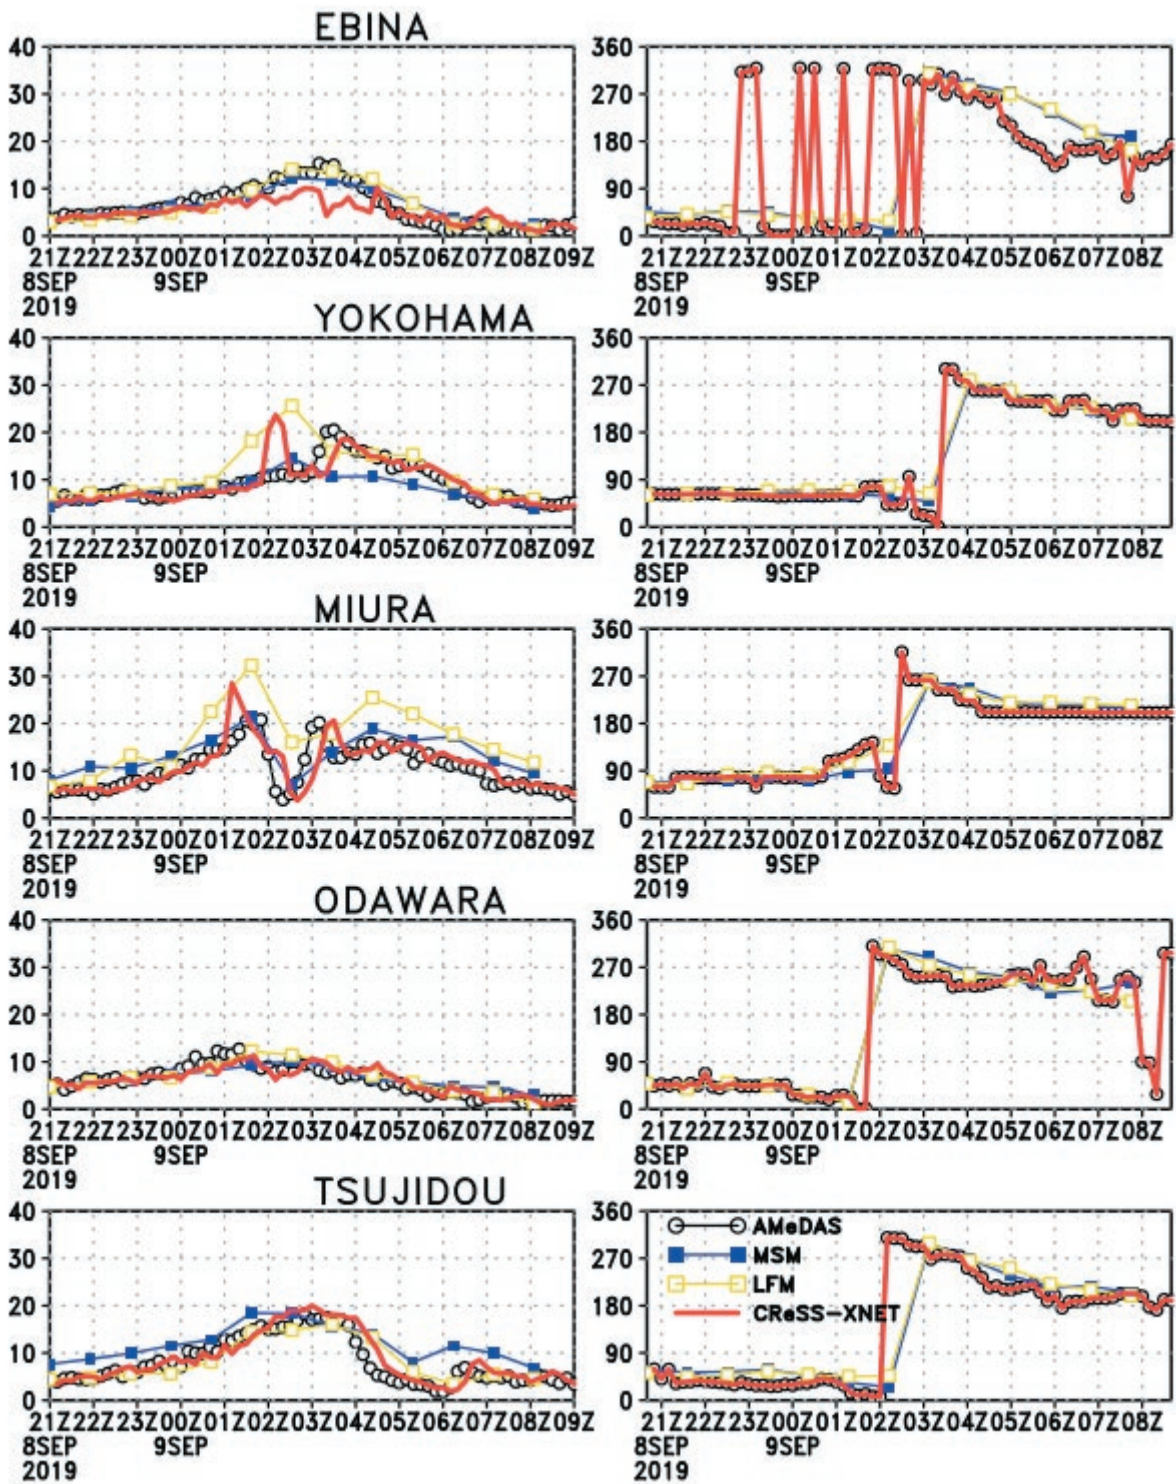 EBINA
40
30
20
10
0
21Z22Z23Z00Z01Z02Z03Z04Z05Z06Z07Z08Z09Z
8SEP 9SEP
2019
360
270
180
90
0
21Z22Z23Z00Z01Z02Z03Z04Z05Z06Z07Z08Z
8SEP 9SEP
2019
YOKOHAMA
40
30
20
10
0
21Z22Z23Z00Z01Z02Z03Z04Z05Z06Z07Z08Z09Z
8SEP 9SEP
2019
360
270
180
90
0
21Z22Z23Z00Z01Z02Z03Z04Z05Z06Z07Z08Z
8SEP 9SEP
2019
MIURA
40
30
20
10
0
21Z22Z23Z00Z01Z02Z03Z04Z05Z06Z07Z08Z09Z
8SEP 9SEP
2019
360
270
180
90
0
21Z22Z23Z00Z01Z02Z03Z04Z05Z06Z07Z08Z
8SEP 9SEP
2019
ODAWARA
40
30
20
10
0
21Z22Z23Z00Z01Z02Z03Z04Z05Z06Z07Z08Z09Z
8SEP 9SEP
2019
360
270
180
90
0
21Z22Z23Z00Z01Z02Z03Z04Z05Z06Z07Z08Z
8SEP 9SEP
2019
TSUJIDOU
40
30
20
10
0
21Z22Z23Z00Z01Z02Z03Z04Z05Z06Z07Z08Z09Z
8SEP 9SEP
2019
360
270
180
90
0
AMeDAS
MSM
LFM
CReSS-XNET
21Z22Z23Z00Z01Z02Z03Z04Z05Z06Z07Z08Z
8SEP 9SEP
2019